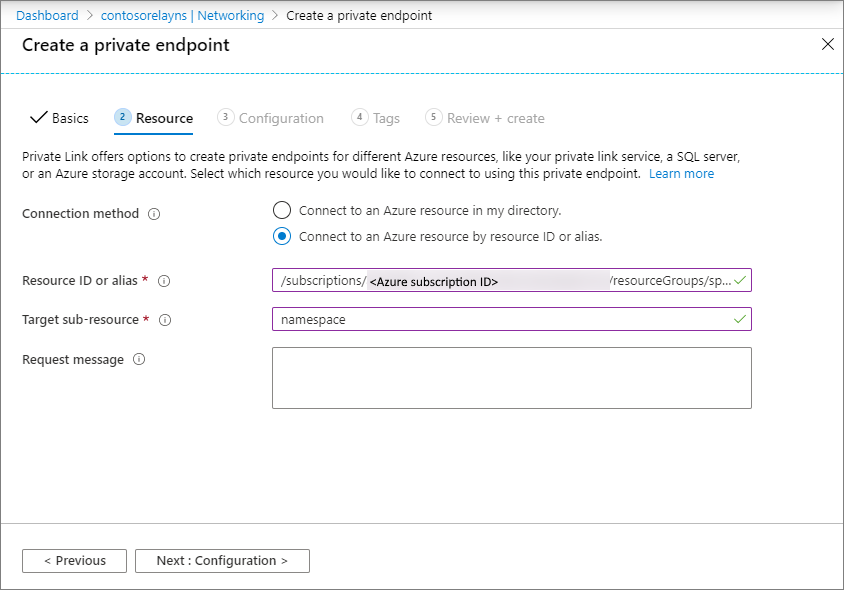 Dashboard > contosorelayns | Networking > Create a private endpoint
Create a private endpoint
Basics 2 Resource 3 Configuration 4 Tags 5 Review + create
Private Link offers options to create private endpoints for different Azure resources, like your private link service, a SQL server,
or an Azure storage account. Select which resource you would like to connect to using this private endpoint. Learn more
Connection method
Connect to an Azure resource in my directory.
Connect to an Azure resource by resource ID or alias.
Resource ID or alias * /subscriptions/ <Azure subscription ID> /resourceGroups/sp...
Target sub-resource * namespace
Request message
< Previous Next : Configuration >